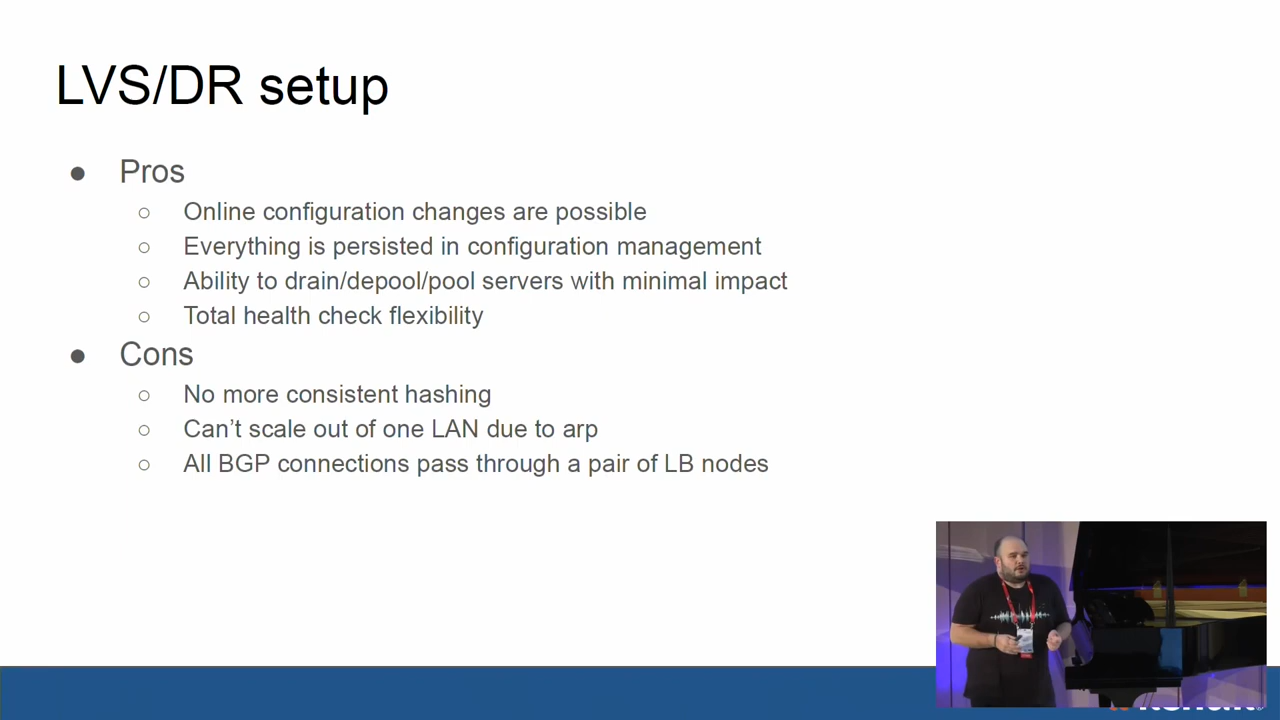 LVS/DR setup
● Pros
○ Online configuration changes are possible
○ Everything is persisted in configuration management
○ Ability to drain/depool/pool servers with minimal impact
○ Total health check flexibility
● Cons
○ No more consistent hashing
○ Can’t scale out of one LAN due to arp
○ All BGP connections pass through a pair of LB nodes